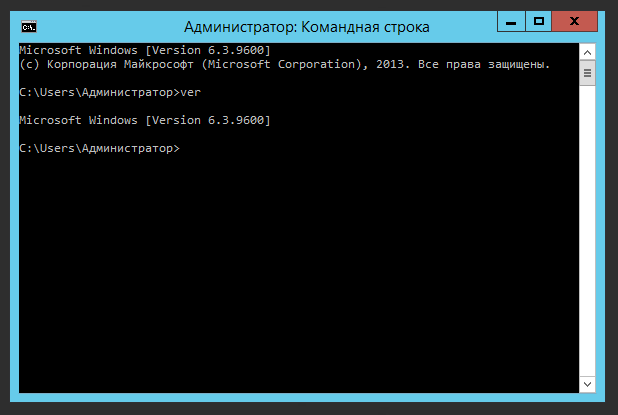 Администратор: Командная строка
Microsoft Windows [Version 6.3.9600]
(c) Корпорация Майкрософт (Microsoft Corporation), 2013. Все права защищены.
C:\Users\Администратор>ver
Microsoft Windows [Version 6.3.9600]
C:\Users\Администратор>